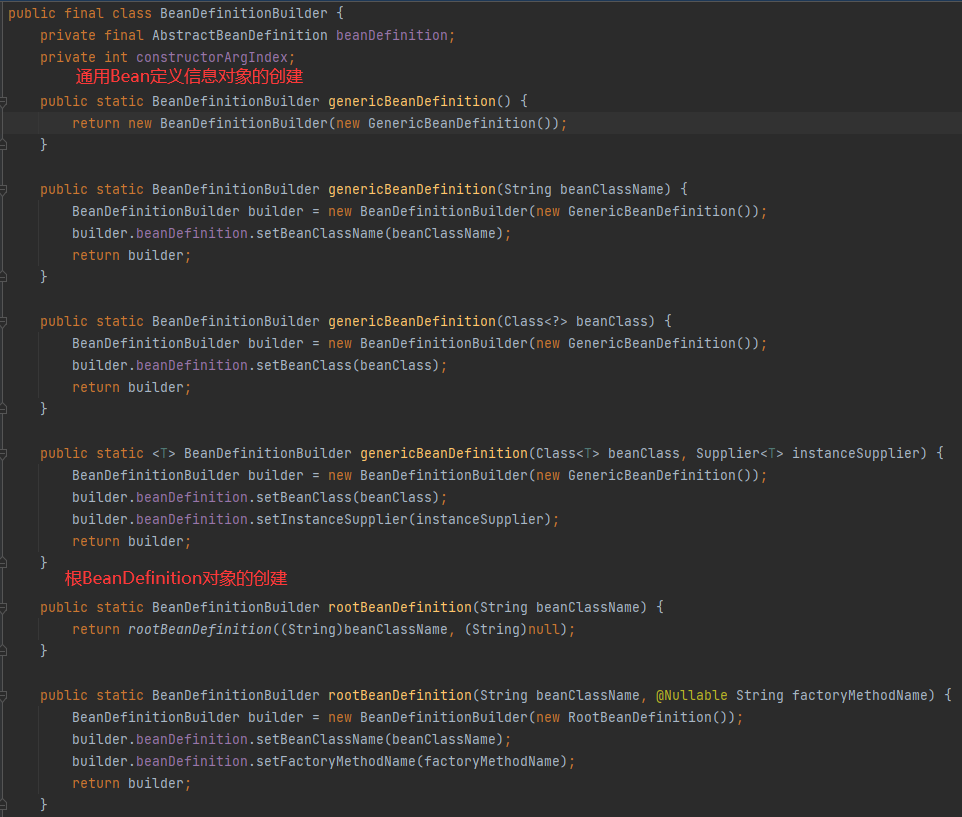 public final class BeanDefinitionBuilder {
    private final AbstractBeanDefinition beanDefinition;
    private int constructorArgIndex;
通用Bean定义信息对象的创建
    public static BeanDefinitionBuilder genericBeanDefinition() {
        return new BeanDefinitionBuilder(new GenericBeanDefinition());
    }
    public static BeanDefinitionBuilder genericBeanDefinition(String beanClassName) {
        BeanDefinitionBuilder builder = new BeanDefinitionBuilder(new GenericBeanDefinition());
        builder.beanDefinition.setBeanClassName(beanClassName);
        return builder;
    }
    public static BeanDefinitionBuilder genericBeanDefinition(Class<?> beanClass) {
        BeanDefinitionBuilder builder = new BeanDefinitionBuilder(new GenericBeanDefinition());
        builder.beanDefinition.setBeanClass(beanClass);
        return builder;
    }
    public static <T> BeanDefinitionBuilder genericBeanDefinition(Class<T> beanClass, Supplier<T> instanceSupplier) {
        BeanDefinitionBuilder builder = new BeanDefinitionBuilder(new GenericBeanDefinition());
        builder.beanDefinition.setBeanClass(beanClass);
        builder.beanDefinition.setInstanceSupplier(instanceSupplier);
        return builder;
    }
根BeanDefinition对象的创建
    public static BeanDefinitionBuilder rootBeanDefinition(String beanClassName) {
        return rootBeanDefinition((String)beanClassName, (String)null);
    }
    public static BeanDefinitionBuilder rootBeanDefinition(String beanClassName, @Nullable String factoryMethodName) {
        BeanDefinitionBuilder builder = new BeanDefinitionBuilder(new RootBeanDefinition());
        builder.beanDefinition.setBeanClassName(beanClassName);
        builder.beanDefinition.setFactoryMethodName(factoryMethodName);
        return builder;
    }